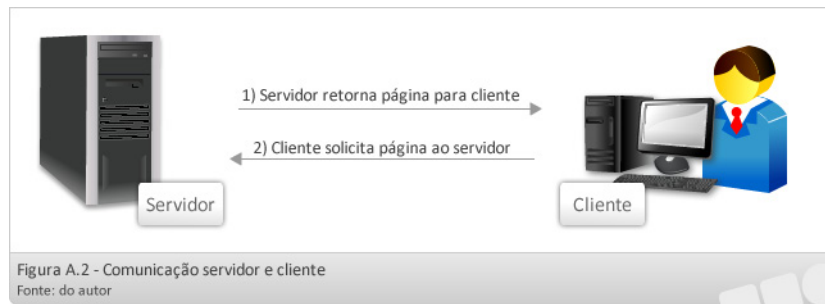 1) Servidor retorna página para cliente
2) Cliente solicita página ao servidor
Servidor
Cliente
Figura A.2 - Comunicação servidor e cliente
Fonte: do autor